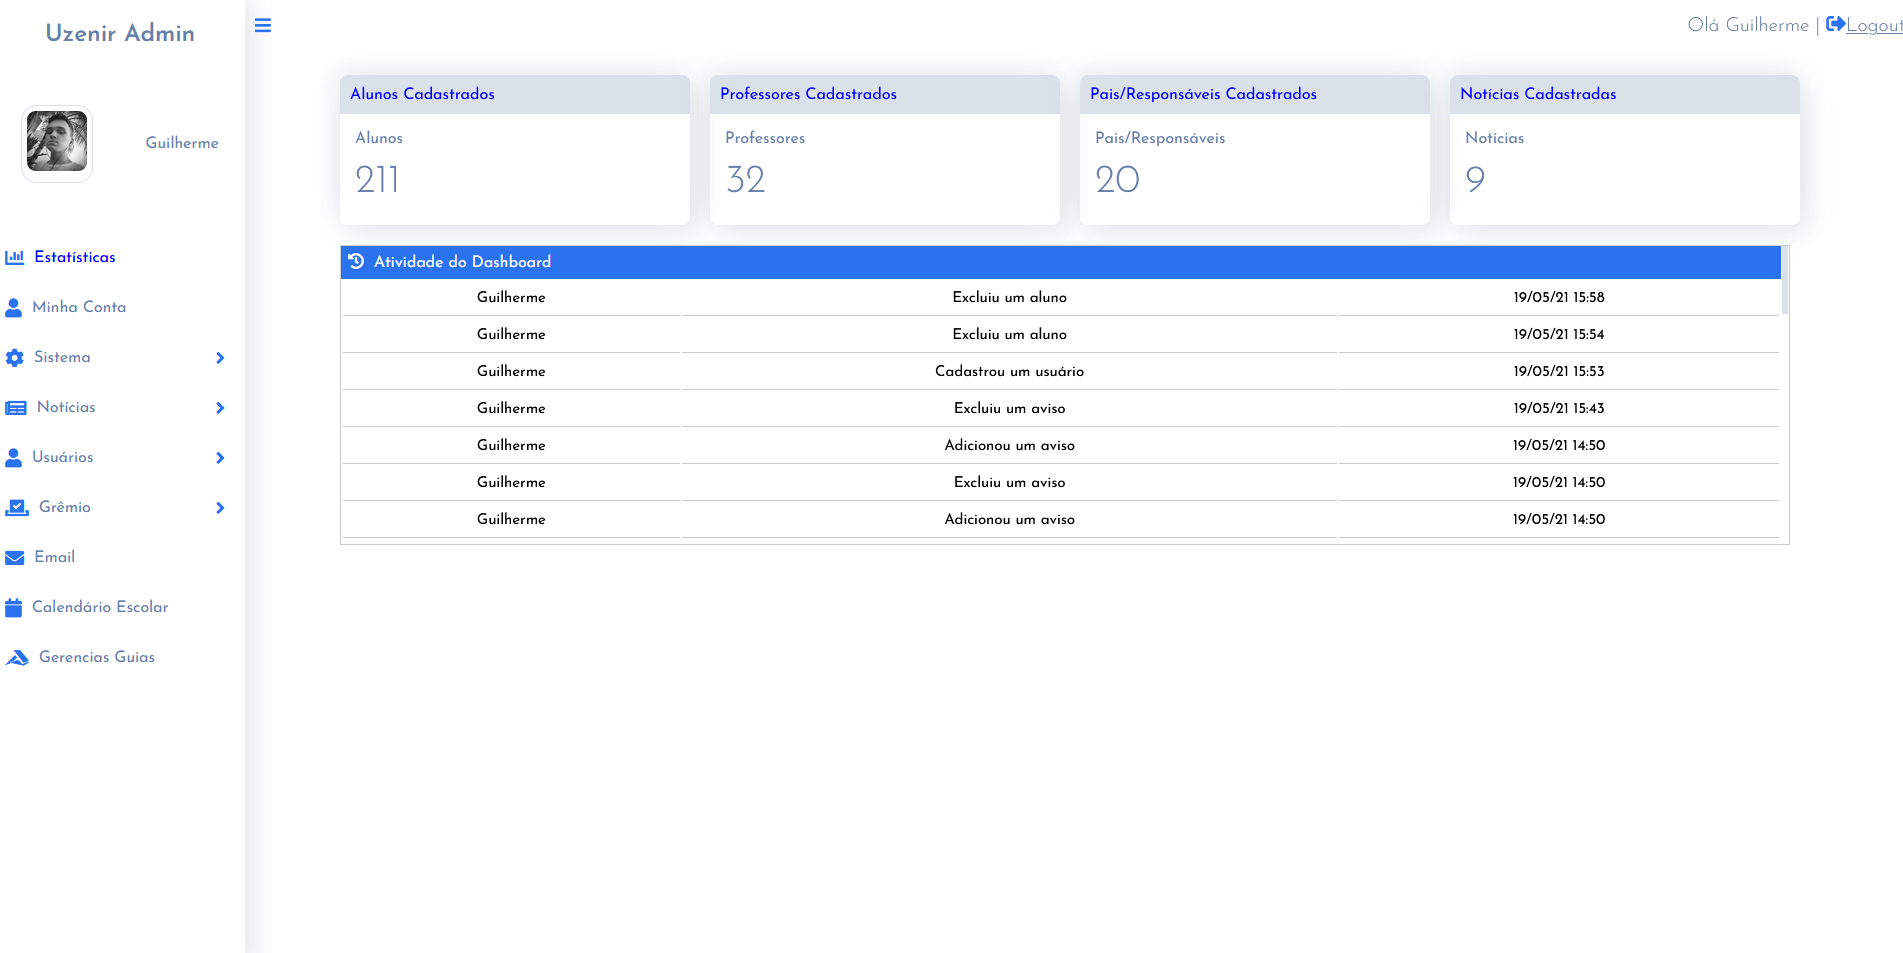 Uzenir Admin
Olá Guilherme | Logout
Guilherme
Estatísticas
Minha Conta
Sistema
Notícias
Usuários
Grêmio
Email
Calendário Escolar
Gerencias Guias
Alunos Cadastrados
Alunos
211
Professores Cadastrados
Professores
32
Pais/Responsáveis Cadastrados
Pais/Responsáveis
20
Notícias Cadastradas
Notícias
9
Atividade do Dashboard
Guilherme Excluiu um aluno 19/05/21 15:58
Guilherme Excluiu um aluno 19/05/21 15:54
Guilherme Cadastrou um usuário 19/05/21 15:53
Guilherme Excluiu um aviso 19/05/21 15:43
Guilherme Adicionou um aviso 19/05/21 14:50
Guilherme Excluiu um aviso 19/05/21 14:50
Guilherme Adicionou um aviso 19/05/21 14:50